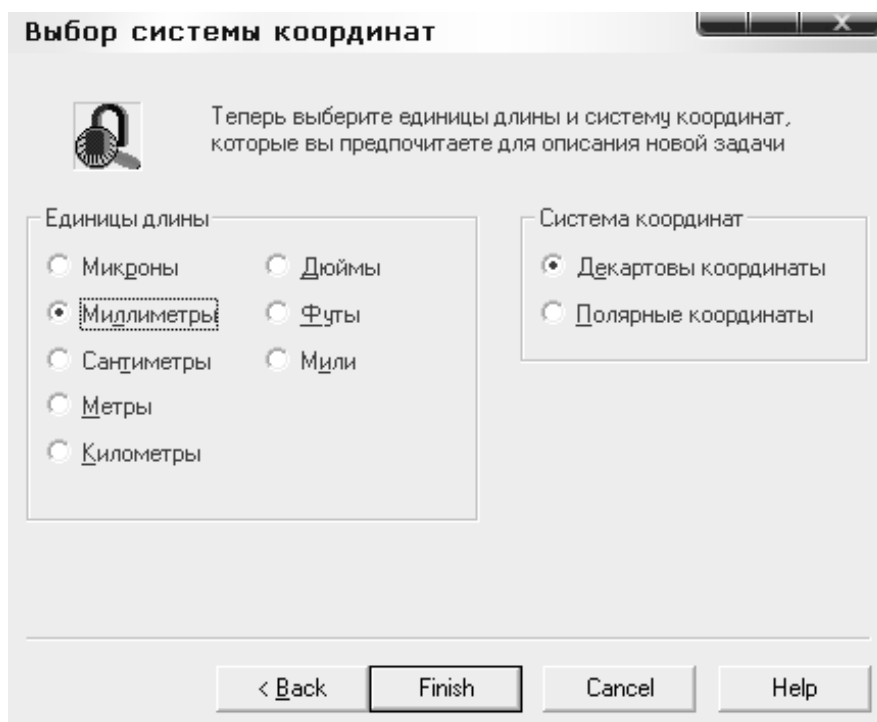 Выбор системы координат
Теперь выберите единицы длины и систему координат,
которые вы предпочитаете для описания новой задачи
Единицы длины
Микроны
Миллиметры
Сантиметры
Метры
Километры
Дюймы
Футы
Мили
Система координат
Декартовы координаты
Полярные координаты
< Back
Finish
Cancel
Help